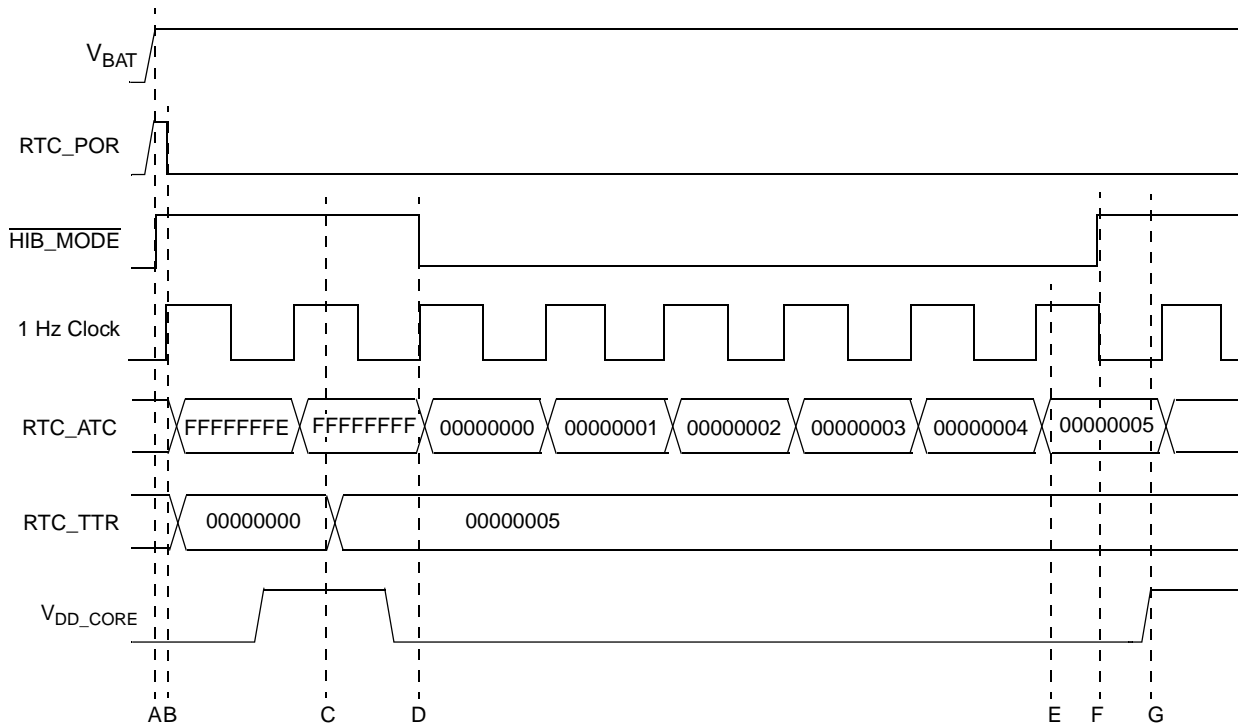 VBAT
RTC_POR
HIB_MODE
1 Hz Clock
RTC_ATC FFFFFFFE FFFFFFFF 00000000 00000001 00000002 00000003 00000004 00000005
RTC_TTR 00000000 00000005
VDD_CORE
A B C D E F G